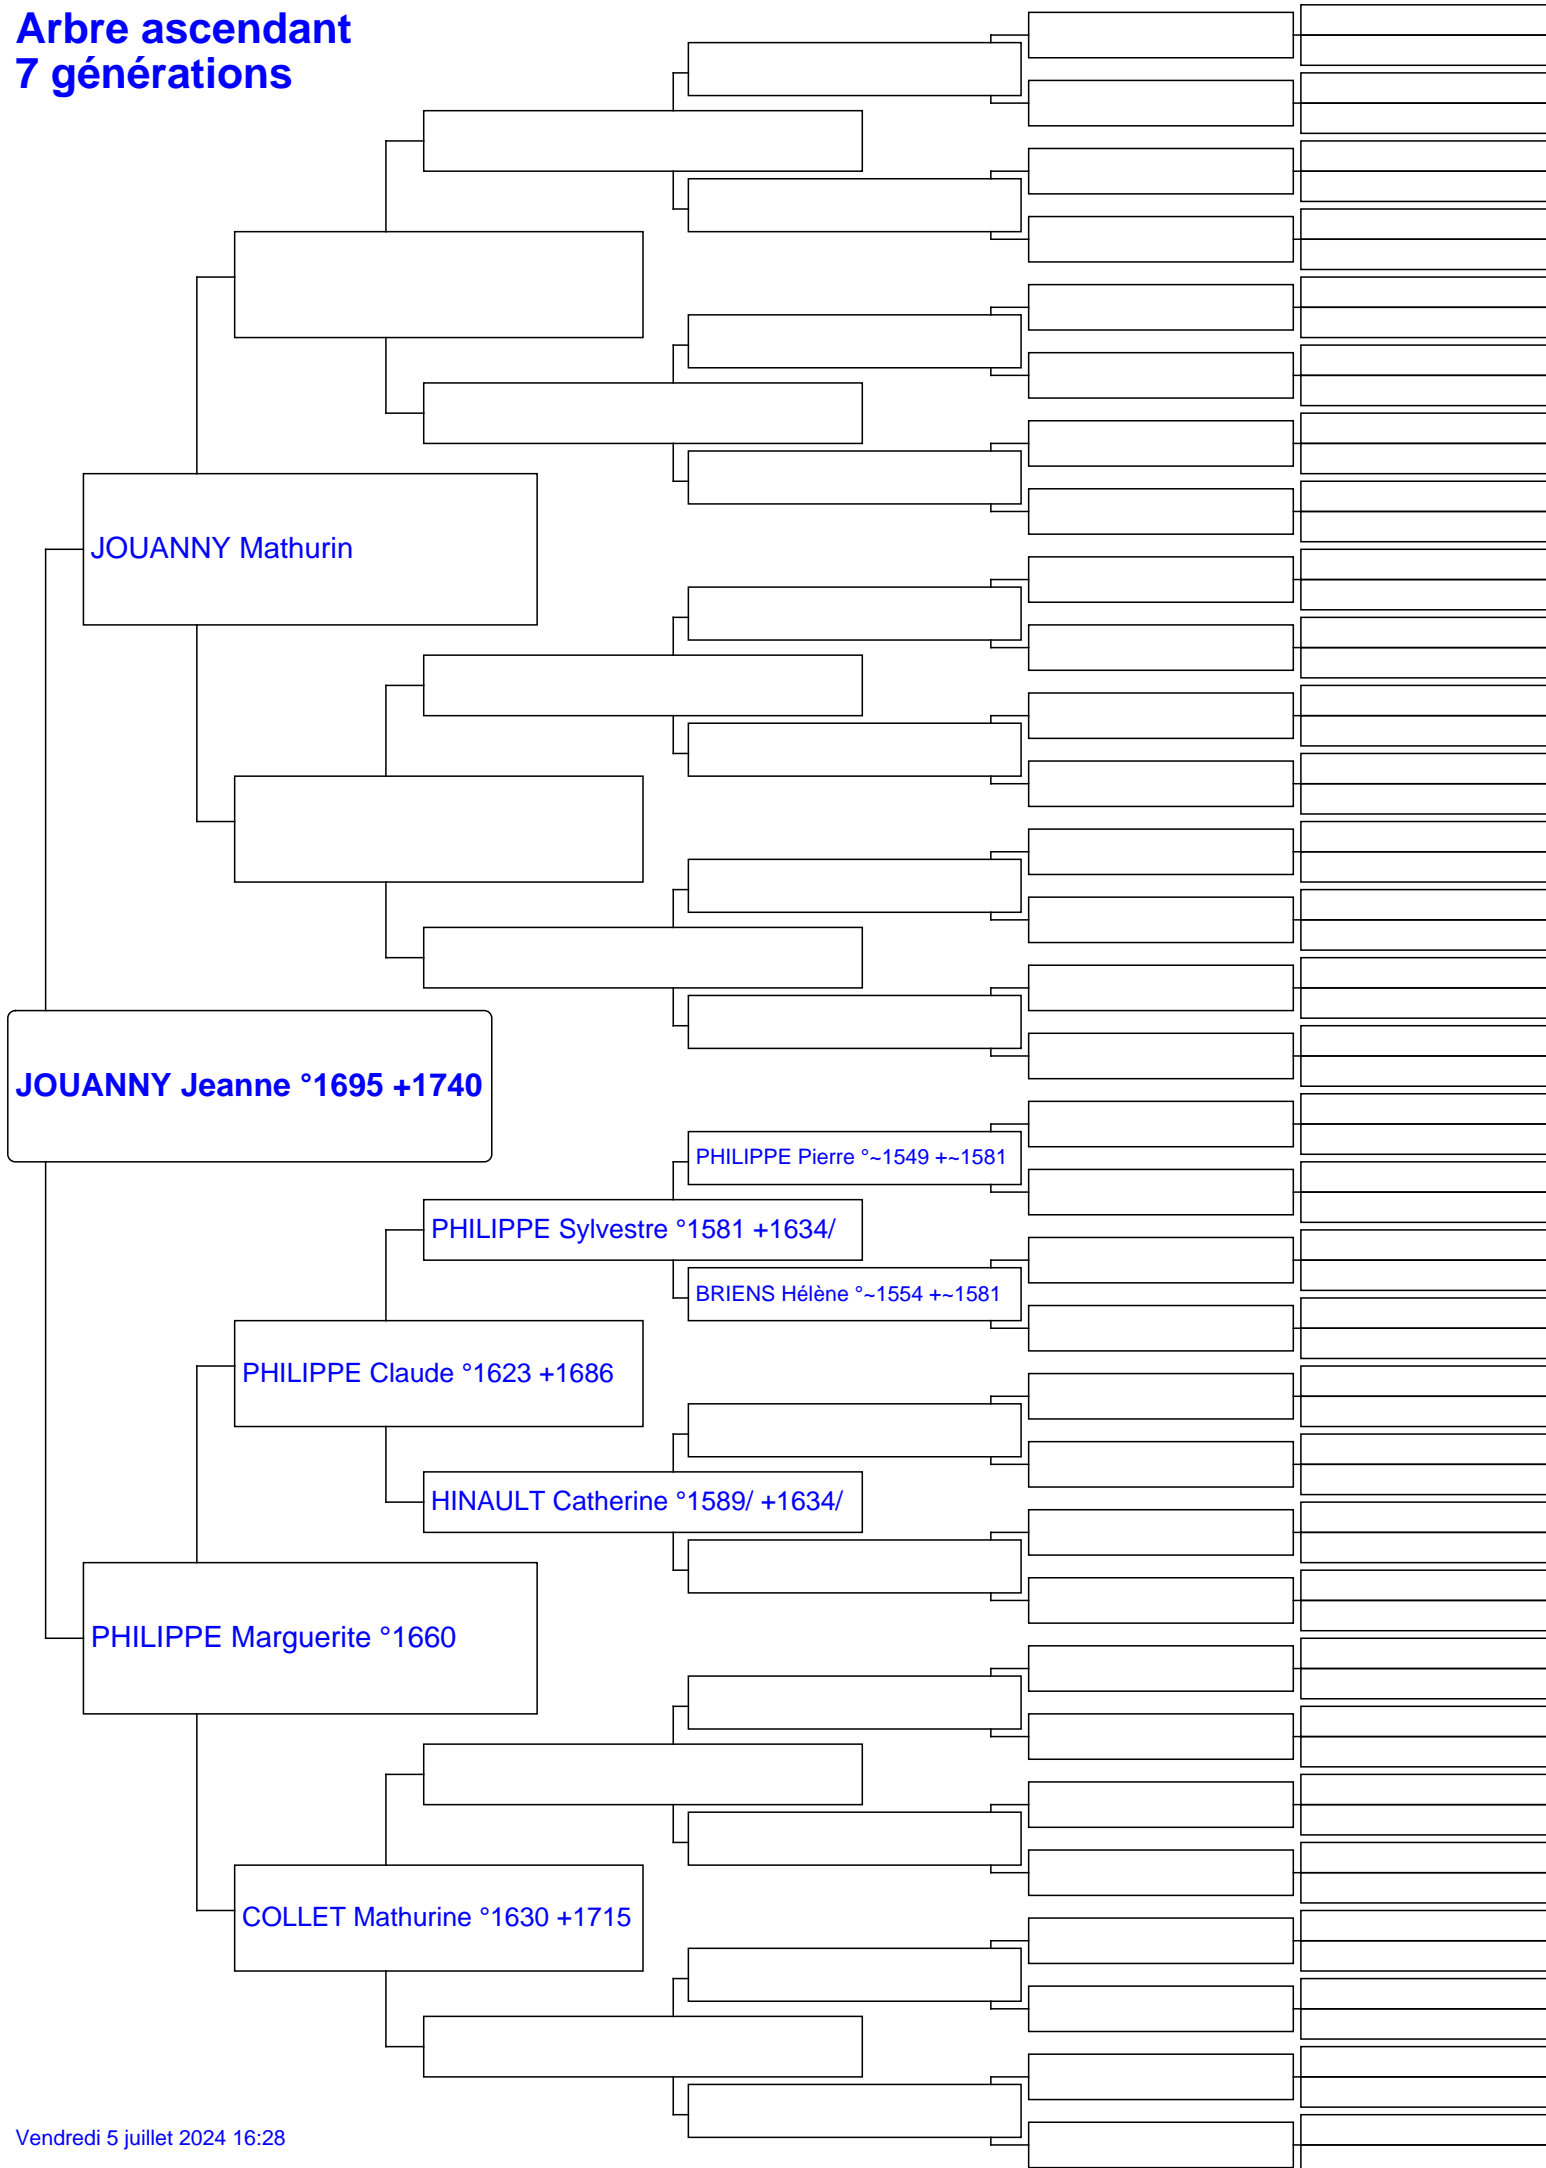 Arbre ascendant
7 générations
JOUANNY Mathurin
JOUANNY Jeanne °1695 +1740
PHILIPPE Pierre °~1549 +~1581
PHILIPPE Sylvestre °1581 +1634/
BRIENS Hélène °~1554 +~1581
PHILIPPE Claude °1623 +1686
HINAULT Catherine °1589/ +1634/
PHILIPPE Marguerite °1660
COLLET Mathurine °1630 +1715
Vendredi 5 juillet 2024 16:28